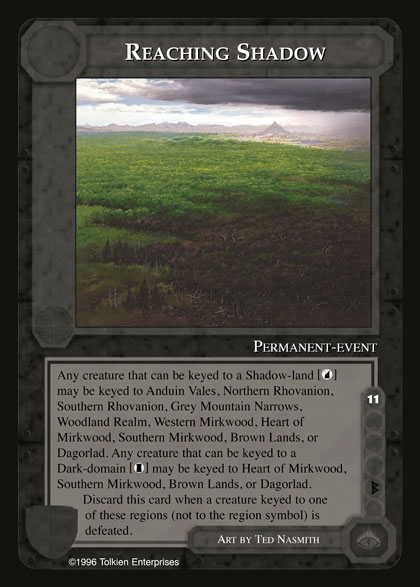 REACHING SHADOW
PERMANENT-EVENT
Any creature that can be keyed to a Shadow-land []
may be keyed to Anduin Vales, Northern Rhovanion,
Southern Rhovanion, Grey Mountain Narrows,
Woodland Realm, Western Mirkwood, Heart of
Mirkwood, Southern Mirkwood, Brown Lands, or
Dagorlad. Any creature that can be keyed to a
Dark-domain [] may be keyed to Heart of Mirkwood,
Southern Mirkwood, Brown Lands, or Dagorlad.
Discard this card when a creature keyed to one
of these regions (not to the region symbol) is
defeated.
11
ART BY TED NASMITH
©1996 Tolkien Enterprises